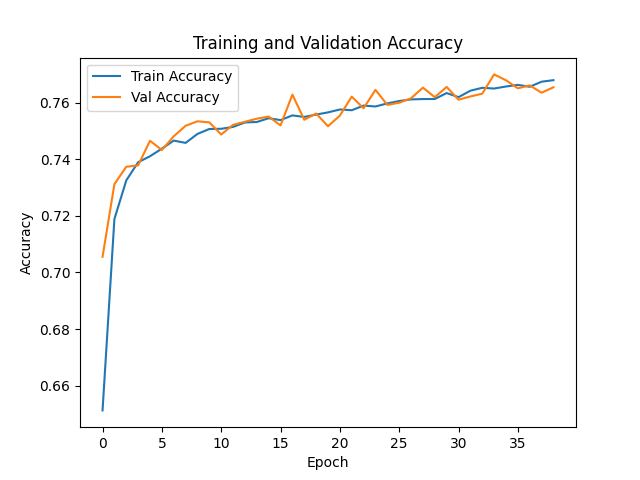 Training and Validation Accuracy
Train Accuracy
Val Accuracy
0.76
0.74
0.72
0.70
0.68
0.66
Accuracy
0 5 10 15 20 25 30 35
Epoch